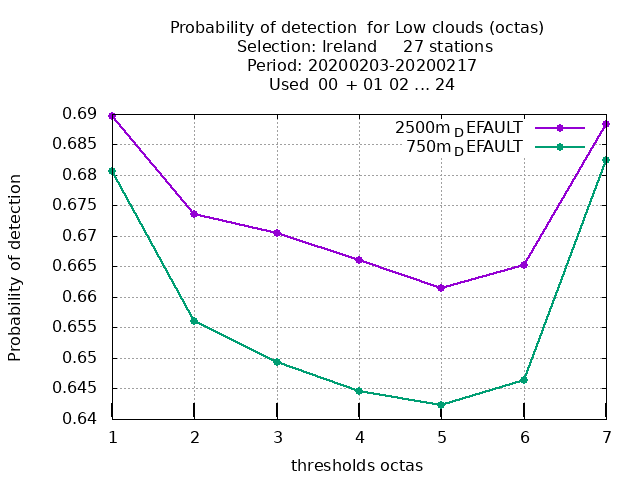 Probability of detection  for Low clouds (octas)
Selection: Ireland     27 stations
Period: 20200203-20200217
Used  00 + 01 02 ... 24
0.69
0.685
0.68
0.675
0.67
0.665
0.66
0.655
0.65
0.645
0.64
Probability of detection
2500m_DEFAULT
750m_DEFAULT
1 2 3 4 5 6 7
thresholds octas